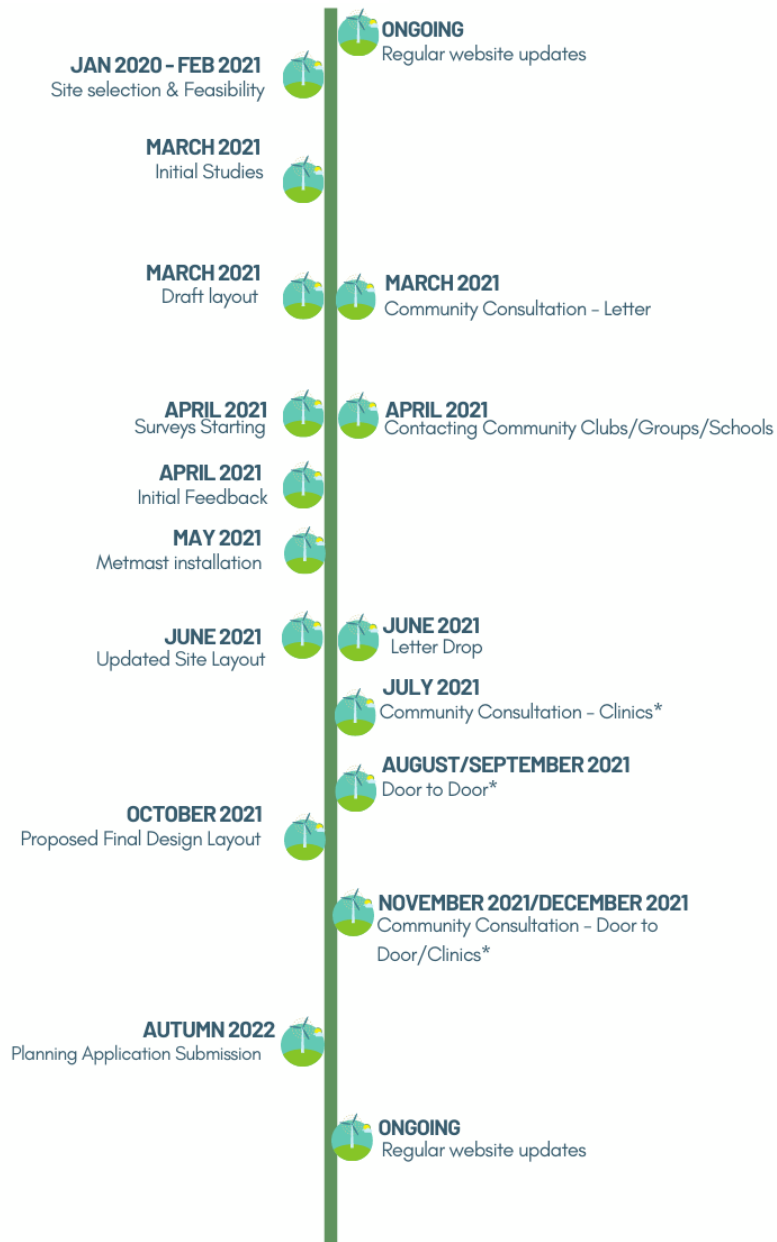 ONGOING
Regular website updates
JAN 2020 - FEB 2021
Site selection & Feasibility
MARCH 2021
Initial Studies
MARCH 2021
Draft layout
MARCH 2021
Community Consultation - Letter
APRIL 2021
Surveys Starting
APRIL 2021
Contacting Community Clubs/Groups/Schools
APRIL 2021
Initial Feedback
MAY 2021
Metmast installation
JUNE 2021
Updated Site Layout
JUNE 2021
Letter Drop
JULY 2021
Community Consultation - Clinics*
AUGUST/SEPTEMBER 2021
Door to Door*
OCTOBER 2021
Proposed Final Design Layout
NOVEMBER 2021/DECEMBER 2021
Community Consultation - Door to
Door/Clinics*
AUTUMN 2022
Planning Application Submission
ONGOING
Regular website updates